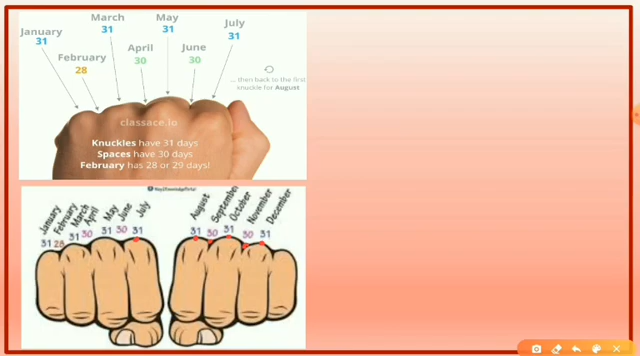 January
31
February
28
March
31
April
30
May
31
June
30
July
31
... then back to the first
knuckle for August
classace.io
Knuckles have 31 days
Spaces have 30 days
February has 28 or 29 days!
January
February
March
April
May
June
July
31 28 31 30 31 30 31
August
September
October
November
December
31 30 31 30 31